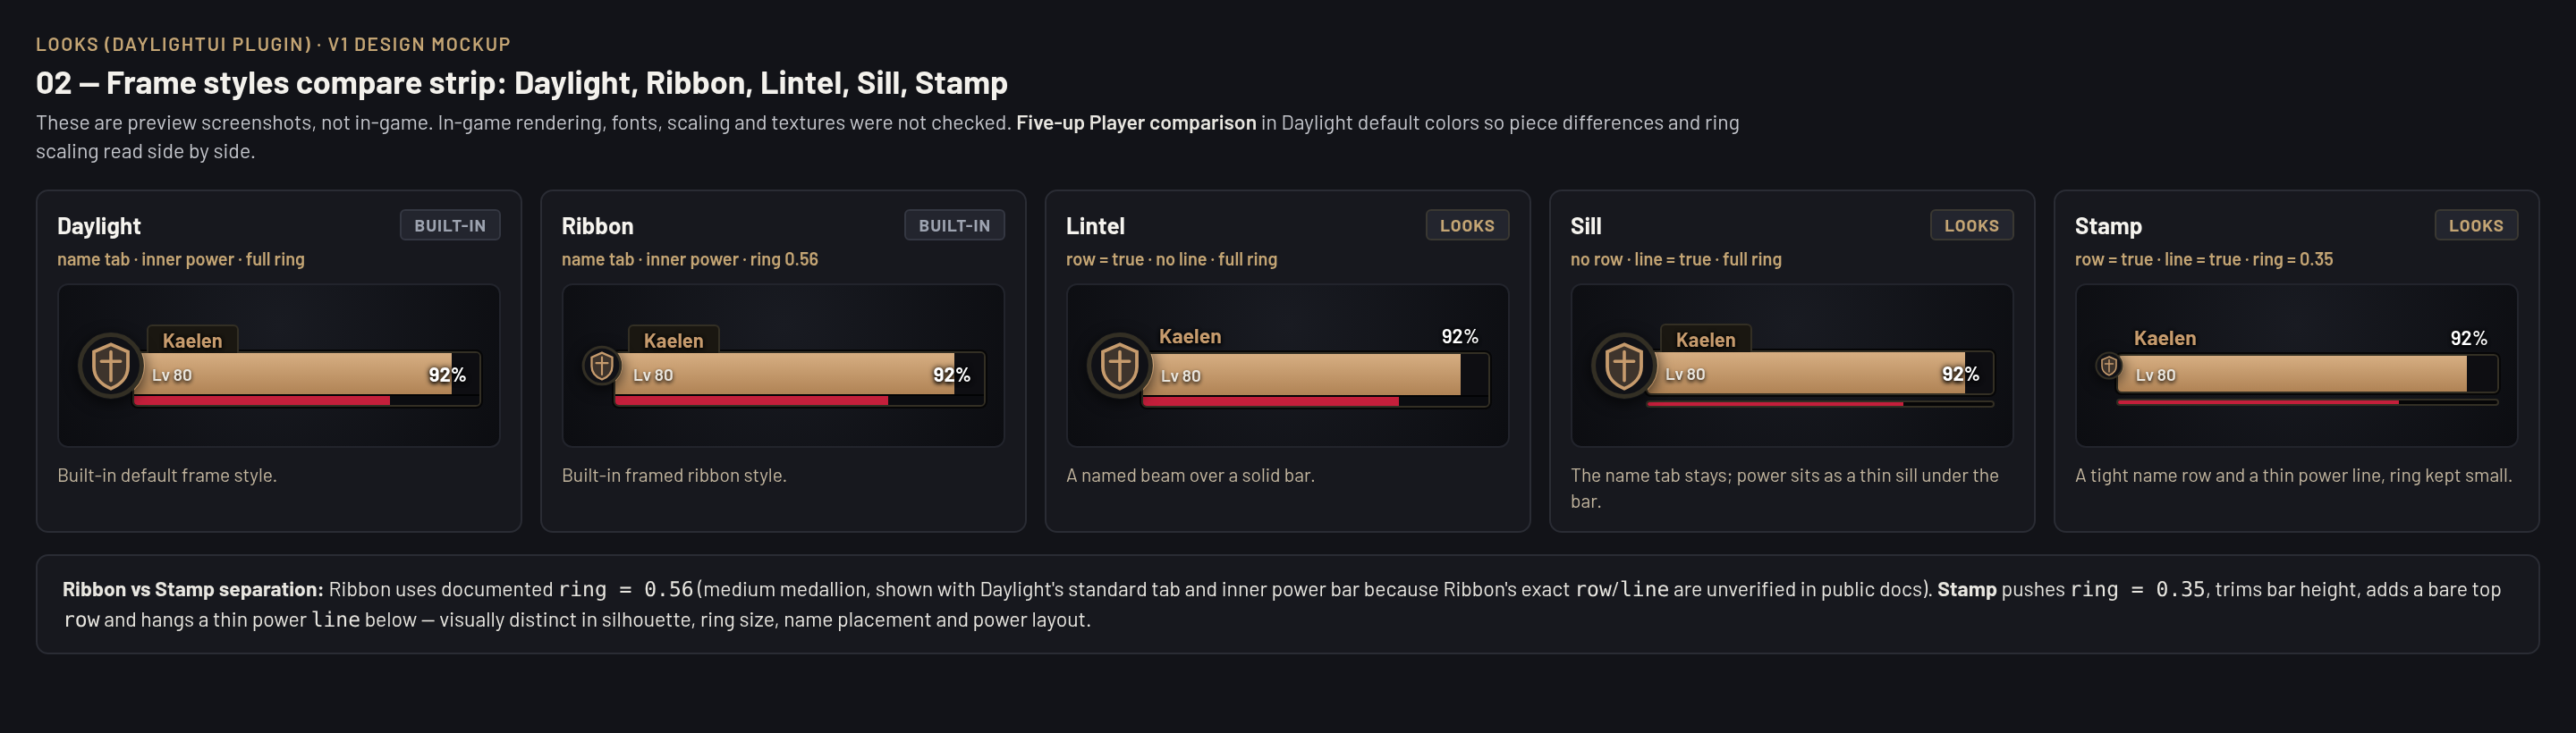 LOOKS (DAYLIGHTUI PLUGIN) · V1 DESIGN MOCKUP
02 — Frame styles compare strip: Daylight, Ribbon, Lintel, Sill, Stamp
These are preview screenshots, not in-game. In-game rendering, fonts, scaling and textures were not checked. Five-up Player comparison in Daylight default colors so piece differences and ring
scaling read side by side.
Daylight
BUILT-IN
name tab · inner power · full ring
Kaelen
Lv 80
92%
Built-in default frame style.
Ribbon
BUILT-IN
name tab · inner power · ring 0.56
Kaelen
Lv 80
92%
Built-in framed ribbon style.
Lintel
LOOKS
row = true · no line · full ring
Kaelen
92%
Lv 80
A named beam over a solid bar.
Sill
LOOKS
no row · line = true · full ring
Kaelen
Lv 80
92%
The name tab stays; power sits as a thin sill under the
bar.
Stamp
LOOKS
row = true · line = true · ring = 0.35
Kaelen
92%
Lv 80
A tight name row and a thin power line, ring kept small.
Ribbon vs Stamp separation: Ribbon uses documented ring = 0.56 (medium medallion, shown with Daylight's standard tab and inner power bar because Ribbon's exact row/line are unverified in public docs). Stamp pushes ring = 0.35, trims bar height, adds a bare top
row and hangs a thin power line below — visually distinct in silhouette, ring size, name placement and power layout.